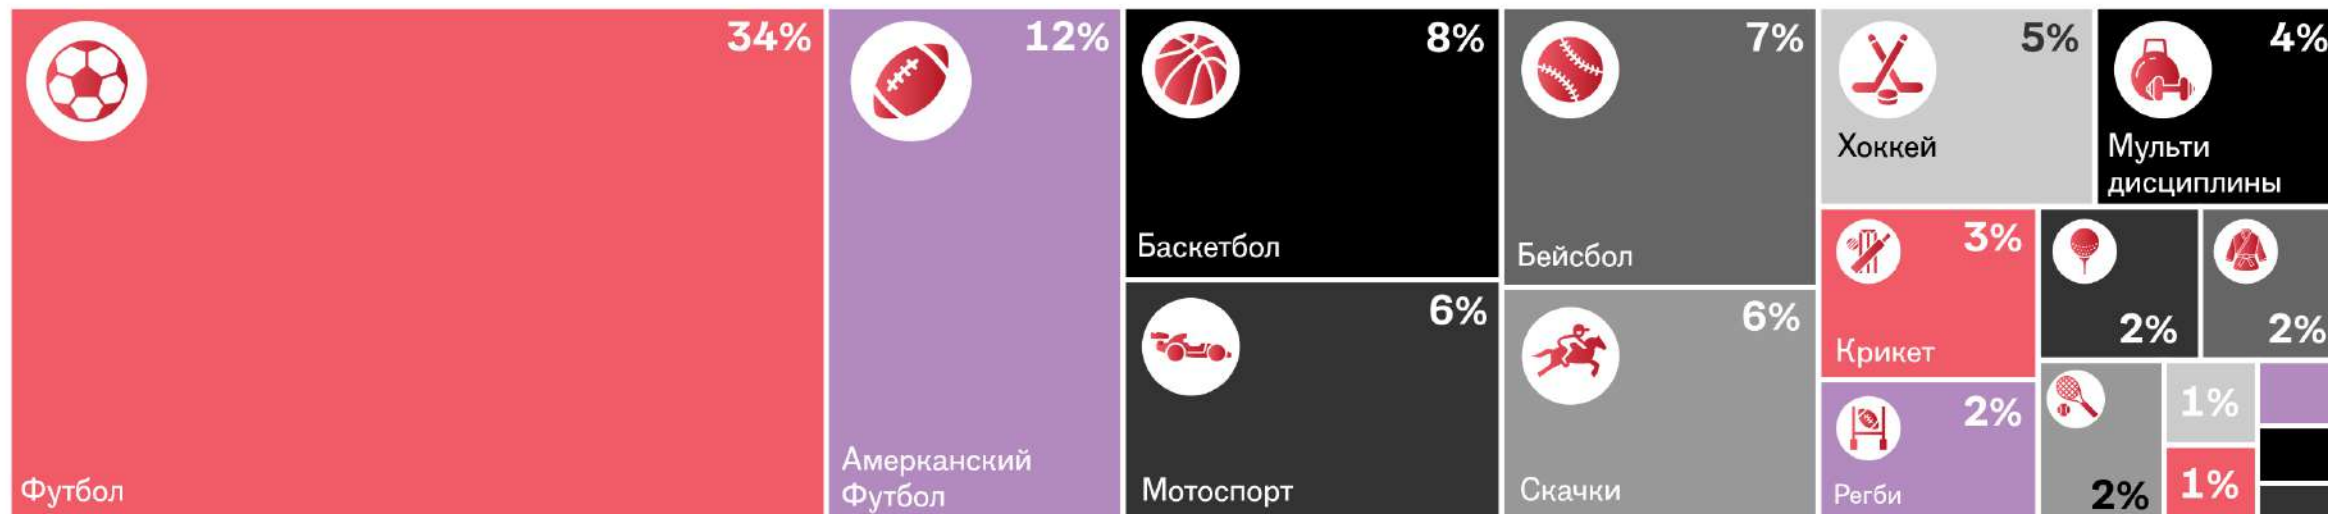 34%
Футбол
12%
Амерканский
Футбол
8%
Баскетбол
6%
Мотоспорт
7%
Бейсбол
6%
Скачки
5%
Хоккей
4%
Мульти
дисциплины
3%
Крикет
2%
Регби
2%
2%
2%
1%
1%